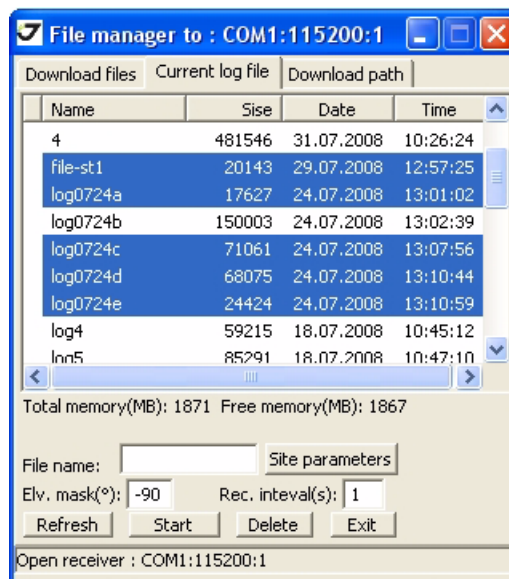 File manager to : COM1:115200:1
Download files Current log file Download path
Name Sise Date Time
4 481546 31.07.2008 10:26:24
file-st1 20143 29.07.2008 12:57:25
log0724a 17627 24.07.2008 13:01:02
log0724b 150003 24.07.2008 13:02:39
log0724c 71061 24.07.2008 13:07:56
log0724d 68075 24.07.2008 13:10:44
log0724e 24424 24.07.2008 13:10:59
log4 59215 18.07.2008 10:45:12
log5 85291 18.07.2008 10:47:10
Total memory(MB): 1871 Free memory(MB): 1867
File name: Site parameters
Elv. mask(°): -90 Rec. inteval(s): 1
Refresh Start Delete Exit
Open receiver : COM1:115200:1